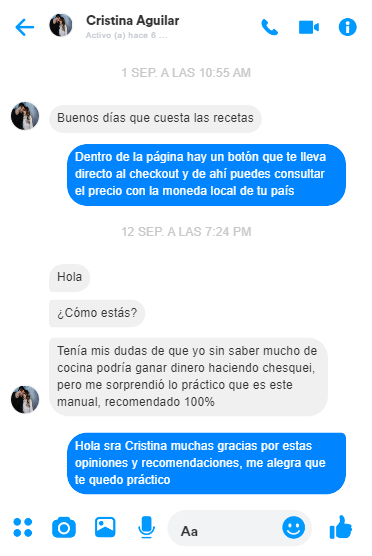 Cristina Aguilar
Activo (a) hace 6 ...
1 SEP. A LAS 10:55 AM
Buenos días que cuesta las recetas
Dentro de la página hay un botón que te lleva
directo al checkout y de ahí puedes consultar
el precio con la moneda local de tu país
12 SEP. A LAS 7:24 PM
Hola
¿Cómo estás?
Tenía mis dudas de que yo sin saber mucho de
cocina podría ganar dinero haciendo chesquei,
pero me sorprendió lo práctico que es este
manual, recomendado 100%
Hola sra Cristina muchas gracias por estas
opiniones y recomendaciones, me alegra que
te quedo práctico
Aa